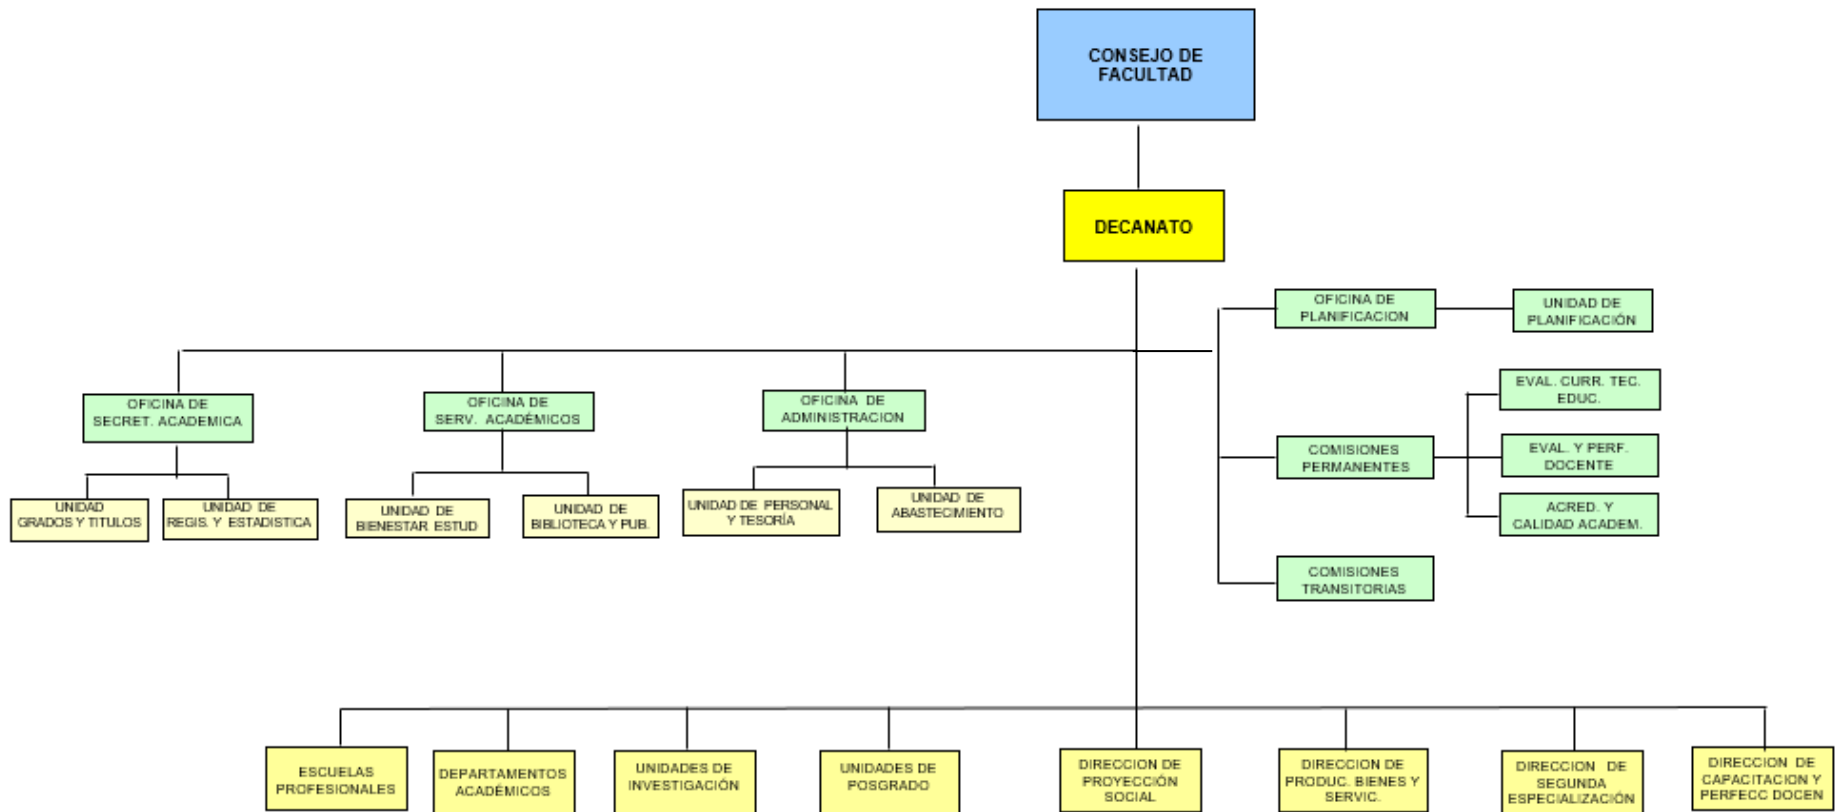 CONSEJO DE
FACULTAD
DECANATO
OFICINA DE
PLANIFICACION
UNIDAD DE
PLANIFICACIÓN
EVAL. CURR. TEC.
EDUC.
COMISIONES
PERMANENTES
EVAL. Y PERF.
DOCENTE
ACRED. Y
CALIDAD ACADEM.
COMISIONES
TRANSITORIAS
OFICINA DE
SECRET. ACADEMICA
OFICINA DE
SERV. ACADÉMICOS
OFICINA DE
ADMINISTRACION
UNIDAD
GRADOS Y TITULOS
UNIDAD DE
REGIS. Y ESTADISTICA
UNIDAD DE
BIENESTAR ESTUD
UNIDAD DE
BIBLIOTECA Y PUB.
UNIDAD DE PERSONAL
Y TESORÍA
UNIDAD DE
ABASTECIMIENTO
ESCUELAS
PROFESIONALES
DEPARTAMENTOS
ACADÉMICOS
UNIDADES DE
INVESTIGACIÓN
UNIDADES DE
POSGRADO
DIRECCION DE
PROYECCIÓN
SOCIAL
DIRECCION DE
PRODUC. BIENES Y
SERVIC.
DIRECCION DE
SEGUNDA
ESPECIALIZACIÓN
DIRECCION DE
CAPACITACION Y
PERFECC DOCEN